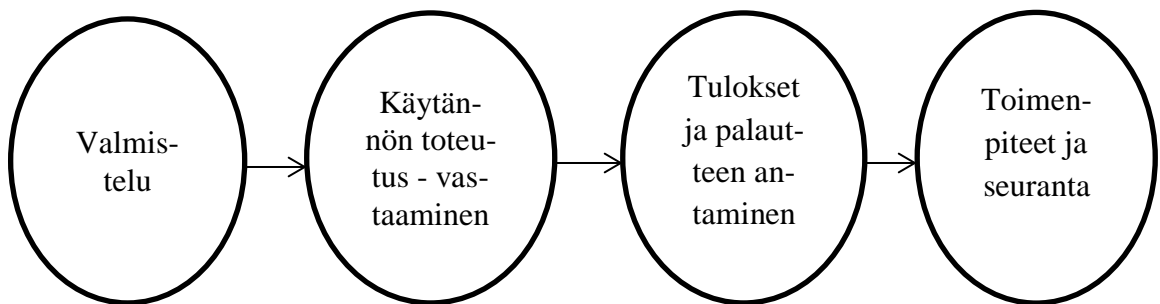 Valmis-
telu
Käytän-
nön toteu-
tus - vas-
taaminen
Tulokset
ja palaut-
teen an-
taminen
Toimen-
piteet ja
seuranta